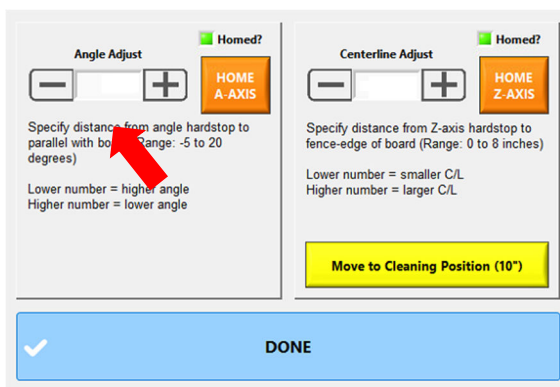 Homed?
Angle Adjust
HOME
A-AXIS
Specify distance from angle hardstop to
parallel with (Range: -5 to 20
degrees)
Lower number = higher angle
Higher number = lower angle
Homed?
Centerline Adjust
HOME
Z-AXIS
Specify distance from Z-axis hardstop to
fence-edge of board (Range: 0 to 8 inches)
Lower number = smaller C/L
Higher number = larger C/L
Move to Cleaning Position (10")
DONE